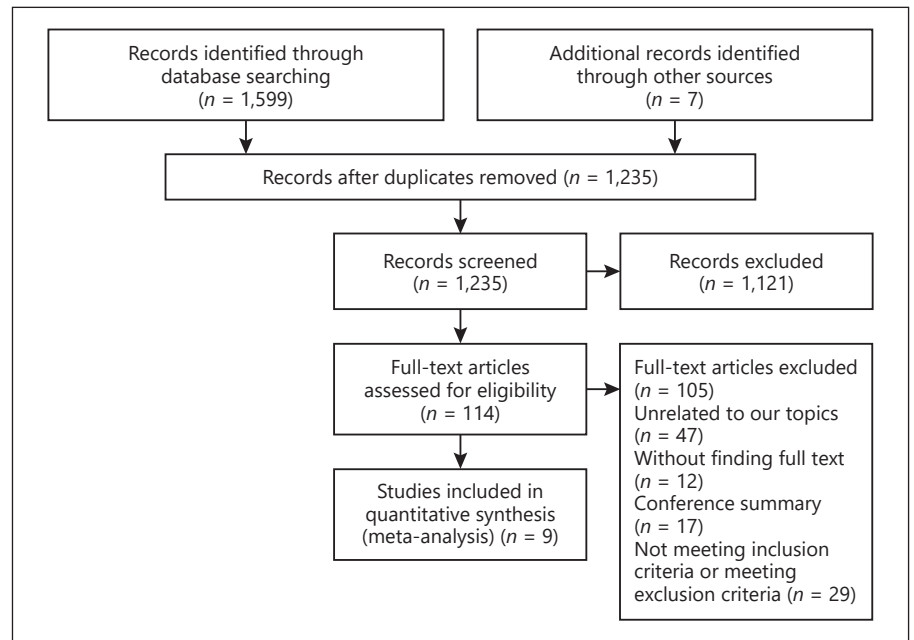 Records identified through
database searching
(n = 1,599)
Additional records identified
through other sources
(n = 7)
Records after duplicates removed (n = 1,235)
Records screened
(n = 1,235)
Records excluded
(n = 1,121)
Full-text articles
assessed for eligibility
(n = 114)
Full-text articles excluded
(n = 105)
Unrelated to our topics
(n = 47)
Without finding full text
(n = 12)
Conference summary
(n = 17)
Not meeting inclusion
criteria or meeting
exclusion criteria (n = 29)
Studies included in
quantitative synthesis
(meta-analysis) (n = 9)